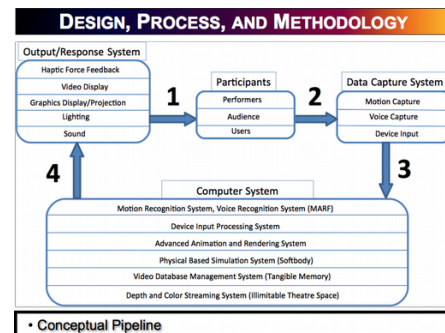 DESIGN, PROCESS, AND METHODOLOGY
Output/Response System
Haptic Force Feedback
Video Display
Graphics Display/Projection
Lighting
Sound
1
Participants
Performers
Audience
Users
2
Data Capture System
Motion Capture
Voice Capture
Device Input
3
4
Computer System
Motion Recognition System, Voice Recognition System (MARF)
Device Input Processing System
Advanced Animation and Rendering System
Physical Based Simulation System (Softbody)
Video Database Management System (Tangible Memory)
Depth and Color Streaming System (Illimitable Theatre Space)
• Conceptual Pipeline